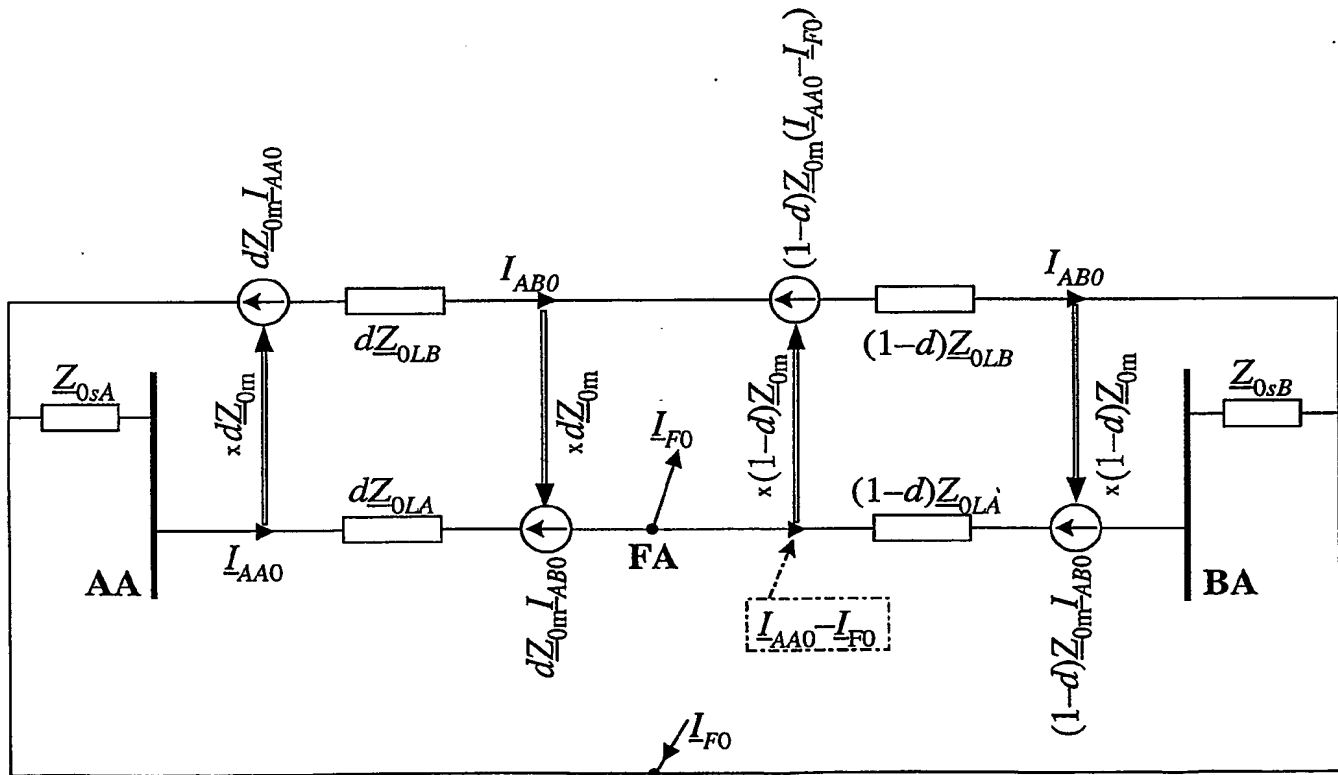 dZ0mIAA0
(1–d)Z0m(IAA0–IF0)
IAB0
IAB0
dZ0LB
(1–d)Z0LB
Z0sA
Z0sB
xdZ0m
xdZ0m
x(1–d)Z0m
x(1–d)Z0m
IF0
dZ0LA
(1–d)Z0LA
AA
IAA0
FA
BA
dZ0mIAB0
IAA0–IF0
(1–d)Z0mIAB0
IF0